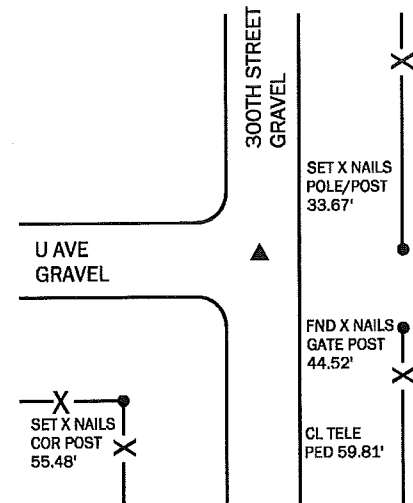 300TH STREET
GRAVEL
SET X NAILS
POLE/POST
33.67'
U AVE
GRAVEL
FND X NAILS
GATE POST
44.52'
SET X NAILS
COR POST
55.48'
CL TELE
PED 59.81'